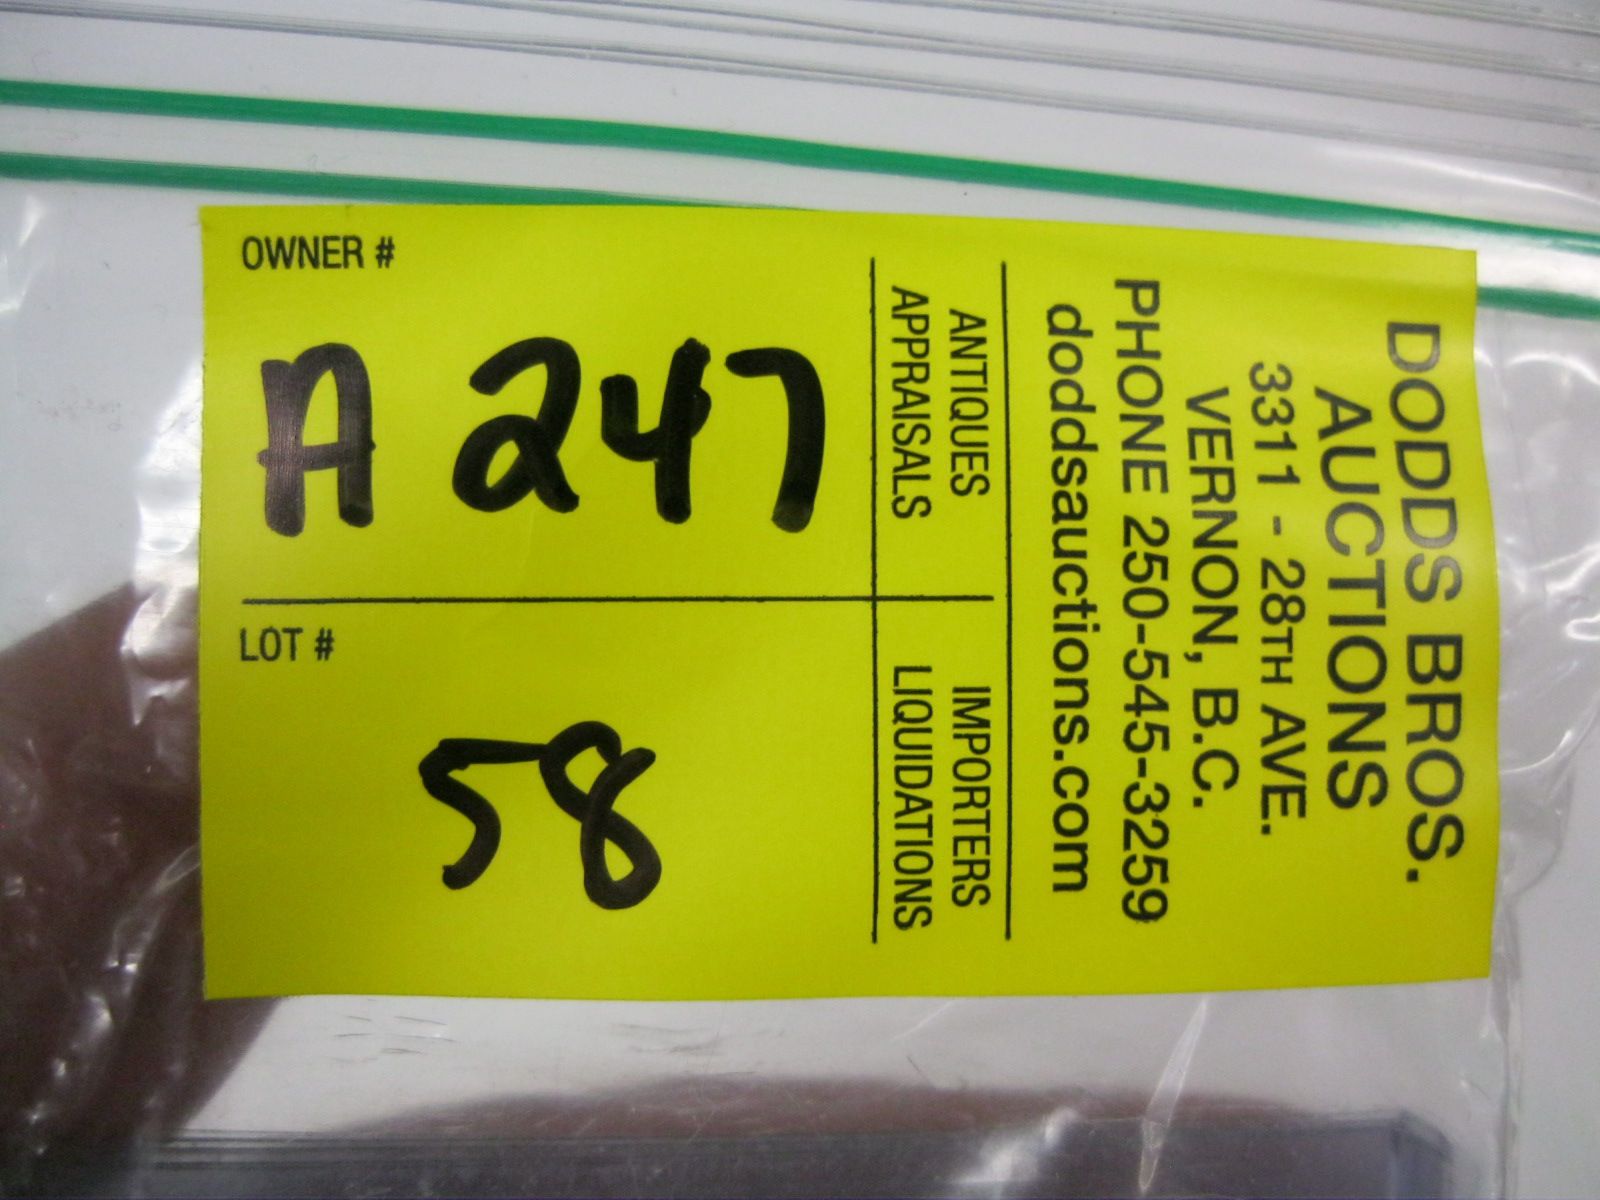 DODDS BROS.
AUCTIONS
3311 - 28TH AVE.
VERNON, B.C.
PHONE 250-545-3259
doddsauctions.com
ANTIQUES
APPRAISALS
IMPORTERS
LIQUIDATIONS
OWNER #
A 247
LOT #
58